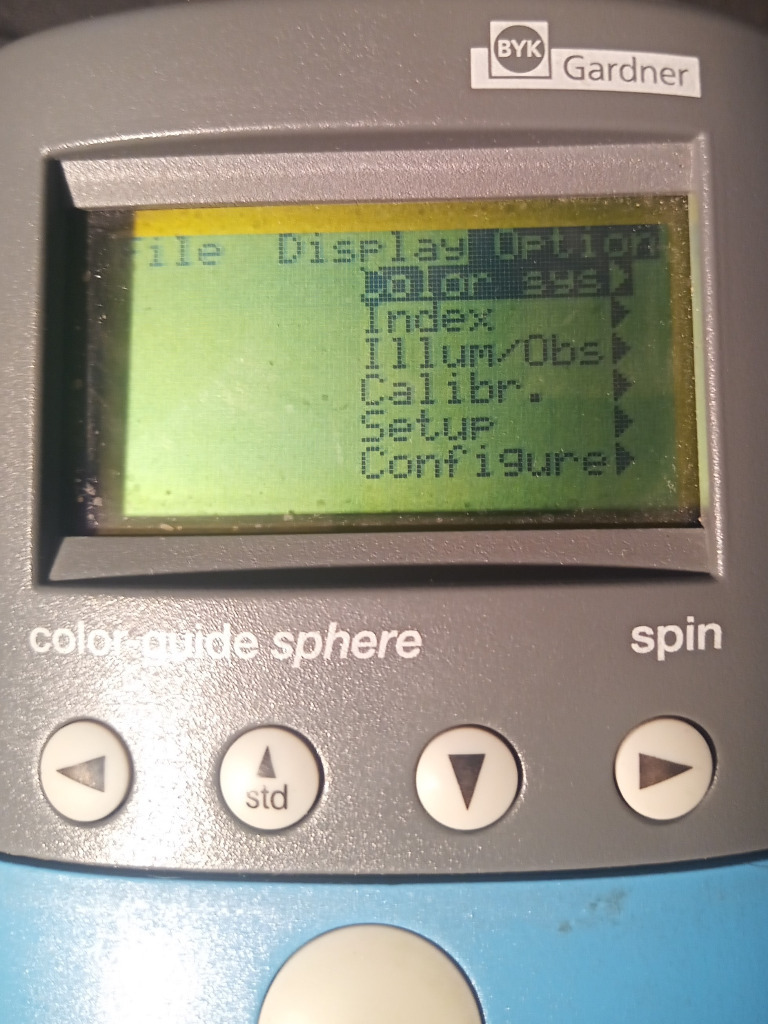 BYK
Gardner
File Display Option
Color sys
Index
Illum/Obs
Calibr.
Setup
Configure
color-guide sphere
spin
std